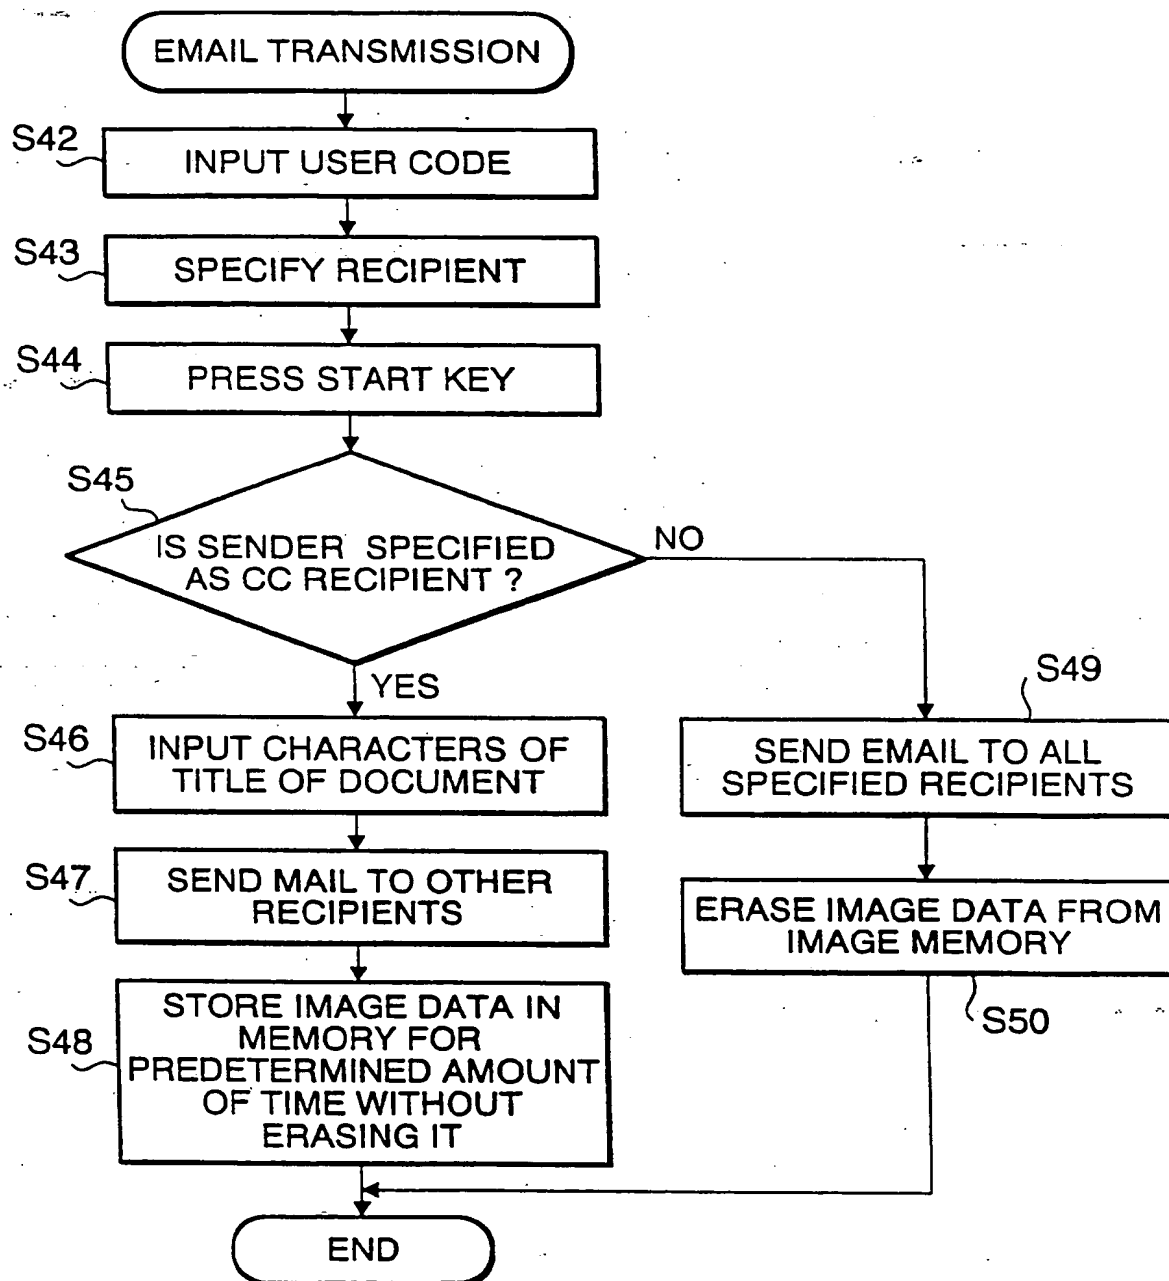 EMAIL TRANSMISSION
S42
INPUT USER CODE
S43
SPECIFY RECIPIENT
S44
PRESS START KEY
S45
IS SENDER SPECIFIED
AS CC RECIPIENT ?
NO
YES
S46
INPUT CHARACTERS OF
TITLE OF DOCUMENT
S47
SEND MAIL TO OTHER
RECIPIENTS
S48
STORE IMAGE DATA IN
MEMORY FOR
PREDETERMINED AMOUNT
OF TIME WITHOUT
ERASING IT
S49
SEND EMAIL TO ALL
SPECIFIED RECIPIENTS
ERASE IMAGE DATA FROM
IMAGE MEMORY
S50
END